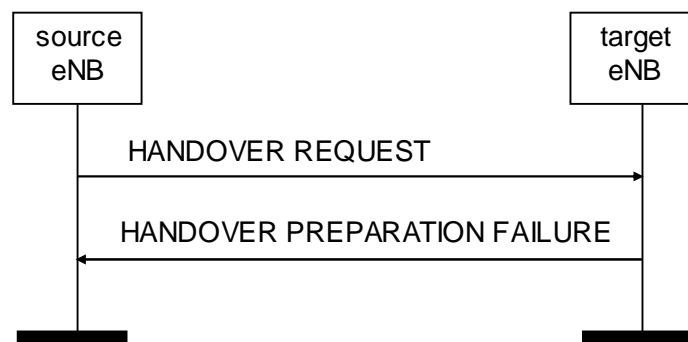 source
eNB
target
eNB
HANDOVER REQUEST
HANDOVER PREPARATION FAILURE